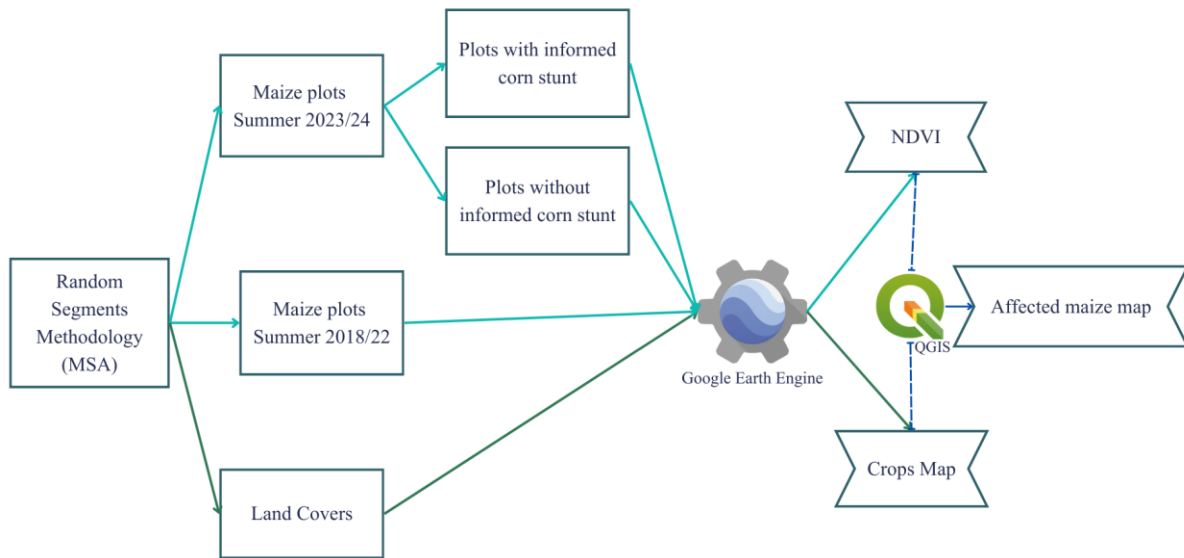 Plots with informed
corn stunt
Maize plots
Summer 2023/24
NDVI
Plots without
informed corn stunt
Random
Segments
Methodology
(MSA)
Maize plots
Summer 2018/22
Affected maize map
QGIS
Google Earth Engine
Crops Map
Land Covers